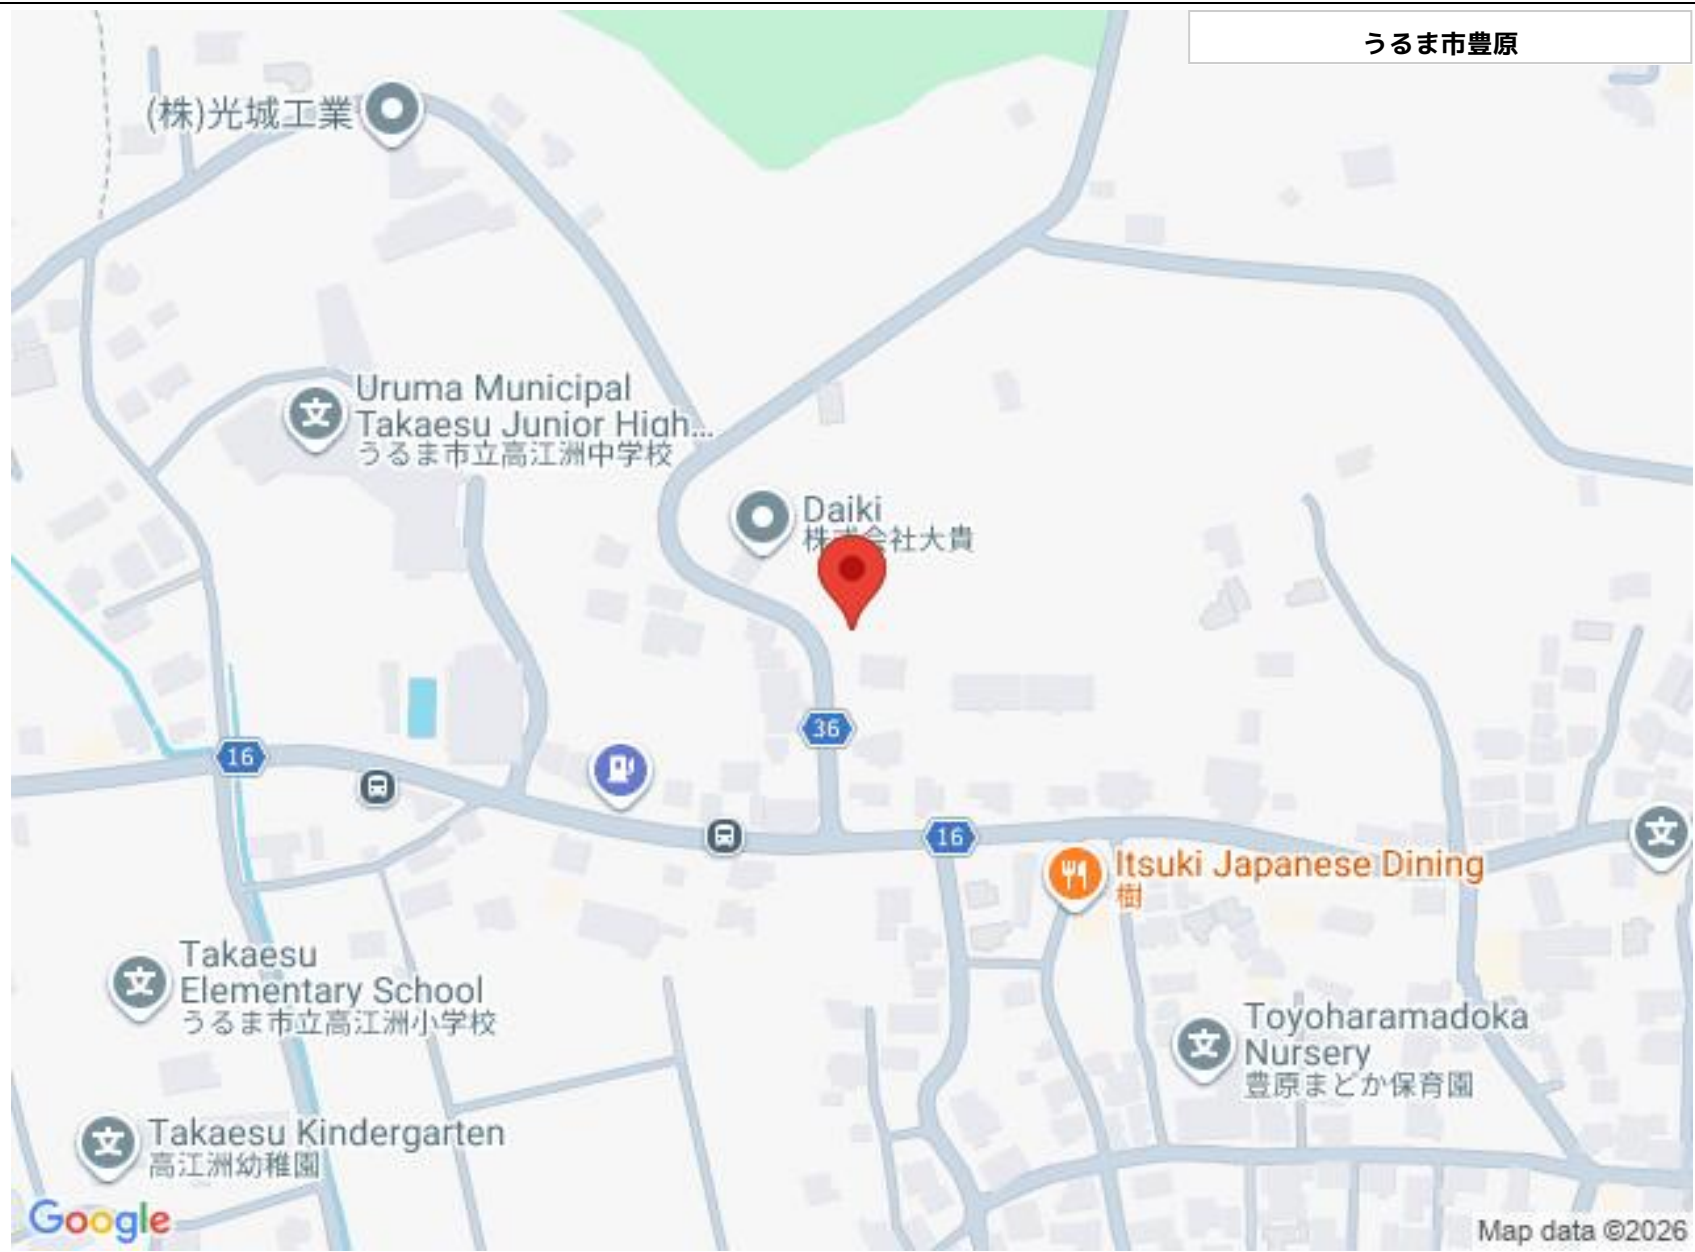 うるま市豊原
(株)光城工業
Uruma Municipal
Takaesu Junior High...
うるま市立高江洲中学校
Daiki
株式会社大貴
36
16
16
Itsuki Japanese Dining
樹
Takaesu
Elementary School
うるま市立高江洲小学校
Toyoharamadoka
Nursery
豊原まどか保育園
Takaesu Kindergarten
高江洲幼稚園
Google
Map data ©2026